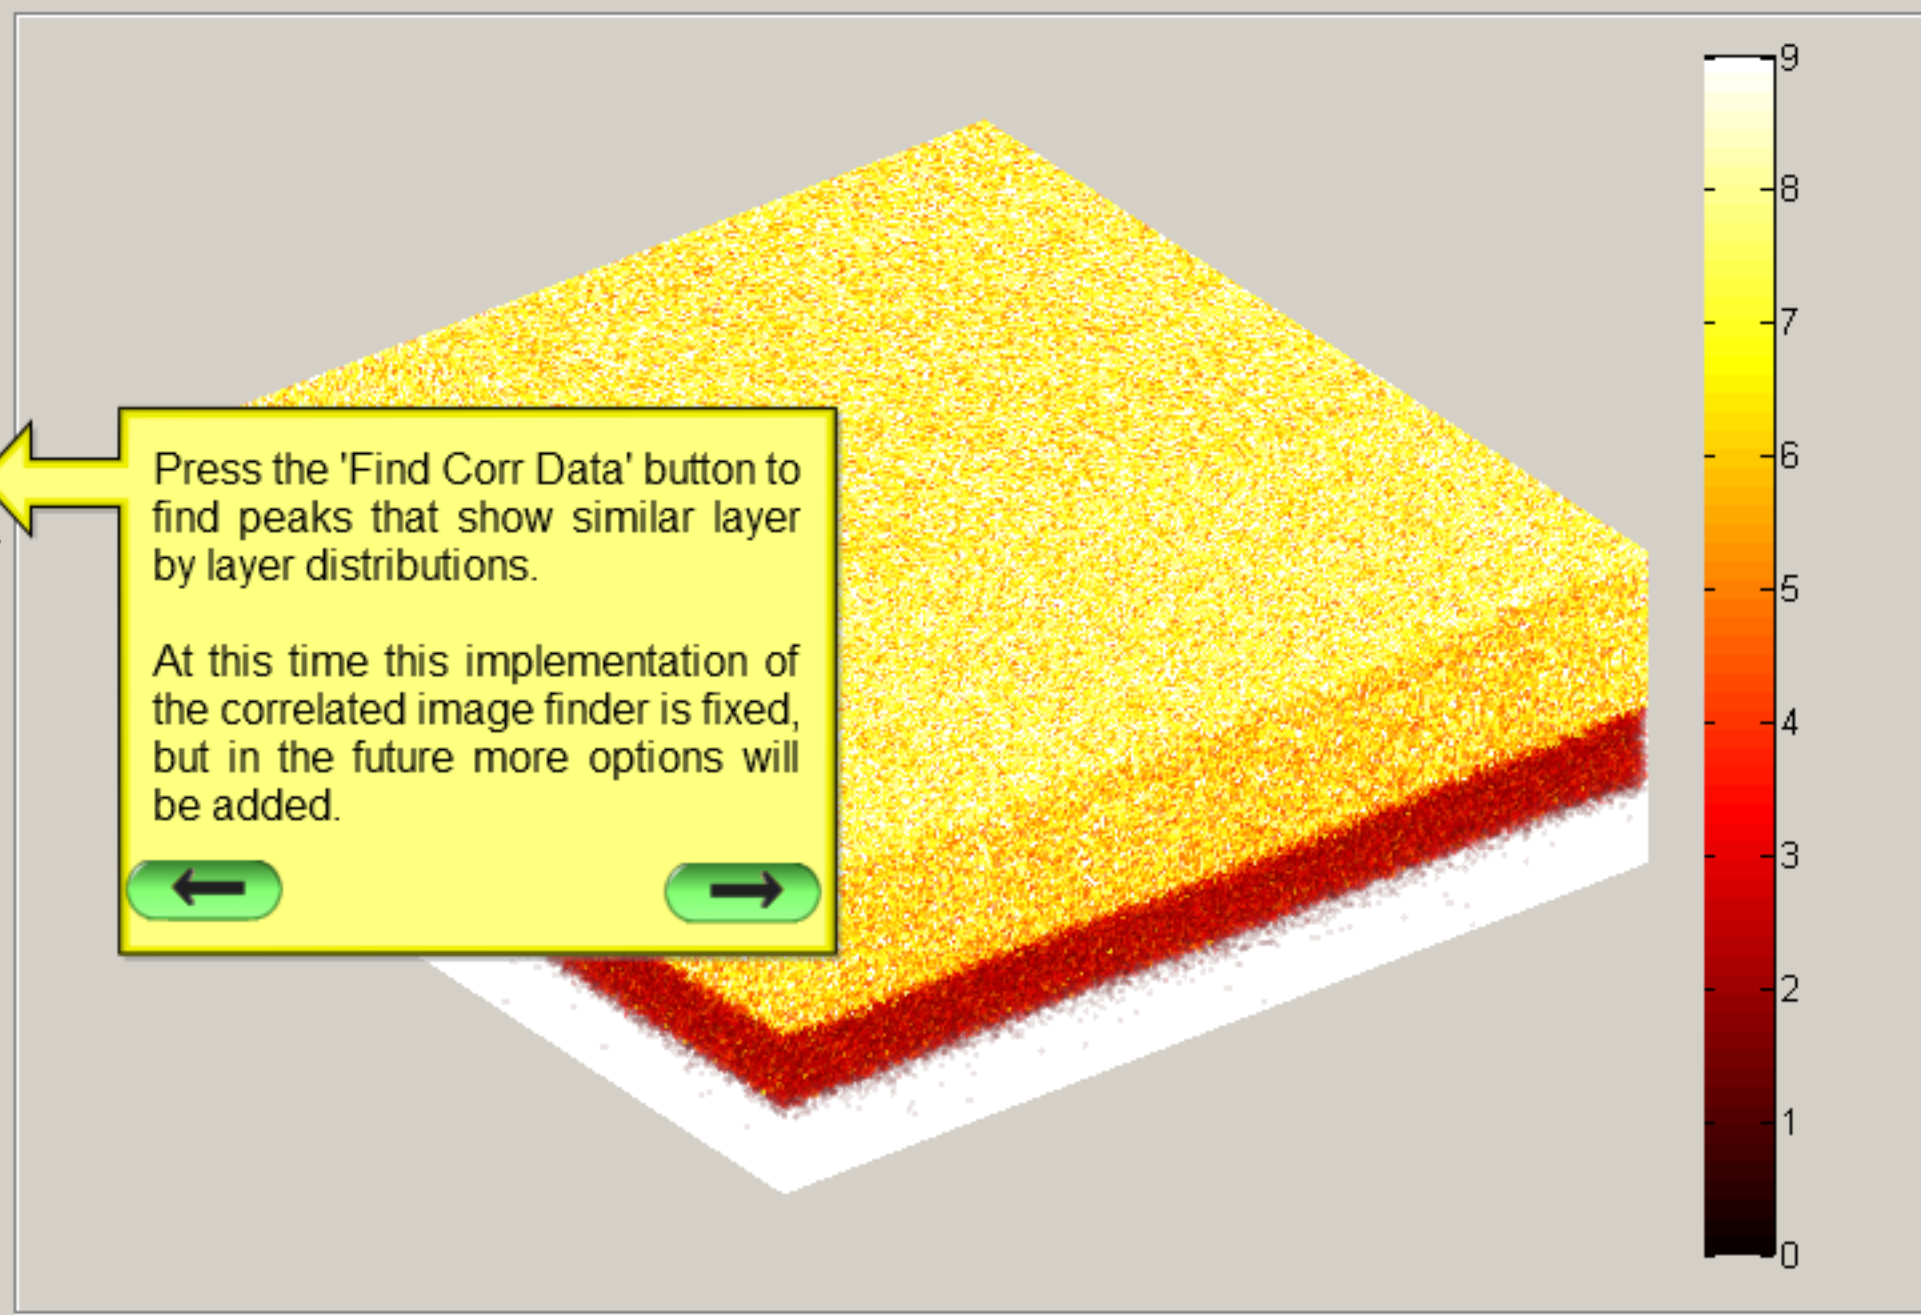 Press the 'Find Corr Data' button to
find peaks that show similar layer
by layer distributions.
At this time this implementation of
the correlated image finder is fixed,
but in the future more options will
be added.
9
8
7
6
5
4
3
2
1
0